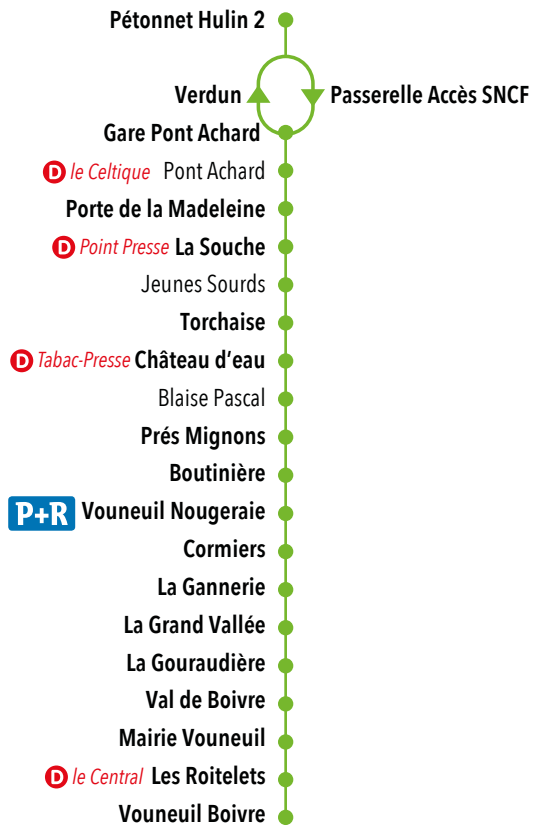 Pétonnet Hulin 2
Verdun Passerelle Accès SNCF
Gare Pont Achard
D le Celtique Pont Achard
Porte de la Madeleine
D Point Presse La Souche
Jeunes Sourds
Torchaise
D Tabac-Presse Château d'eau
Blaise Pascal
Prés Mignons
Boutinière
P+R Vouneuil Nougeraie
Cormiers
La Gannerie
La Grand Vallée
La Gouraudière
Val de Boivre
Mairie Vouneuil
D le Central Les Roitelets
Vouneuil Boivre